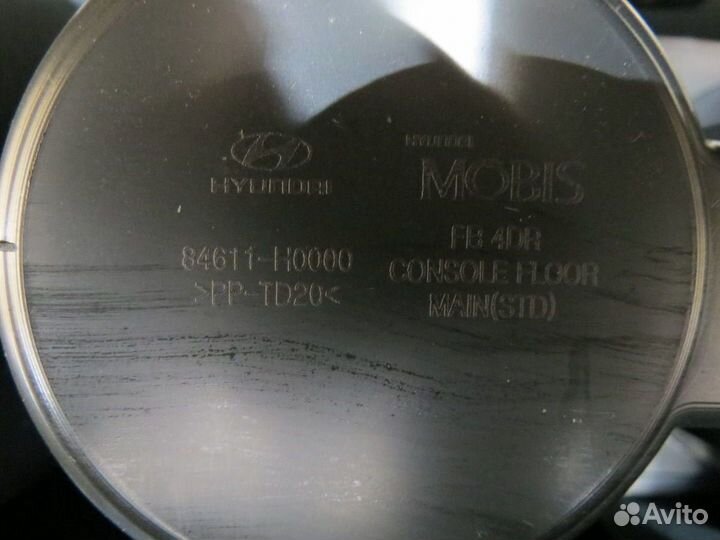 HYUNDAI
84611-H0000
>PP-TD20<
HYUNDAI
MOBIS
FB 4DR
CONSOLE FLOOR
MAIN(STD)
Avito